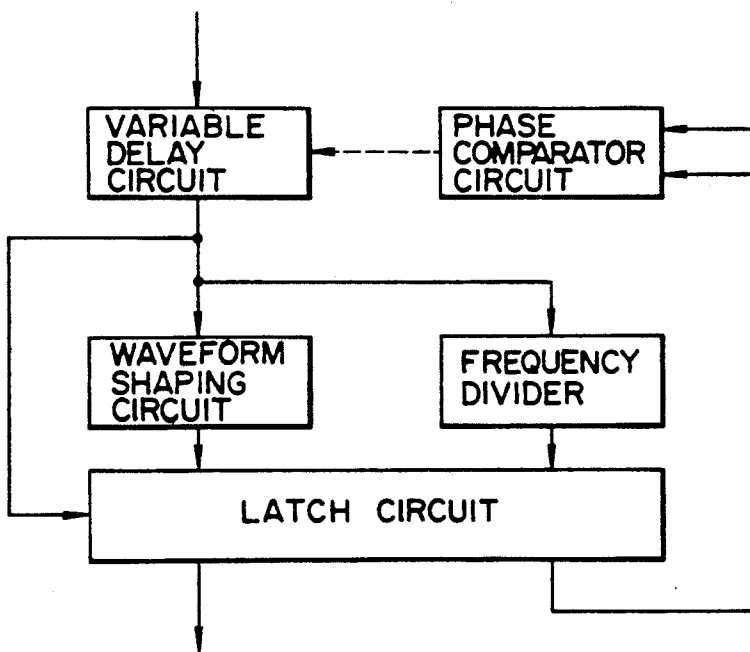 VARIABLE
DELAY
CIRCUIT
PHASE
COMPARATOR
CIRCUIT
WAVEFORM
SHAPING
CIRCUIT
FREQUENCY
DIVIDER
LATCH CIRCUIT